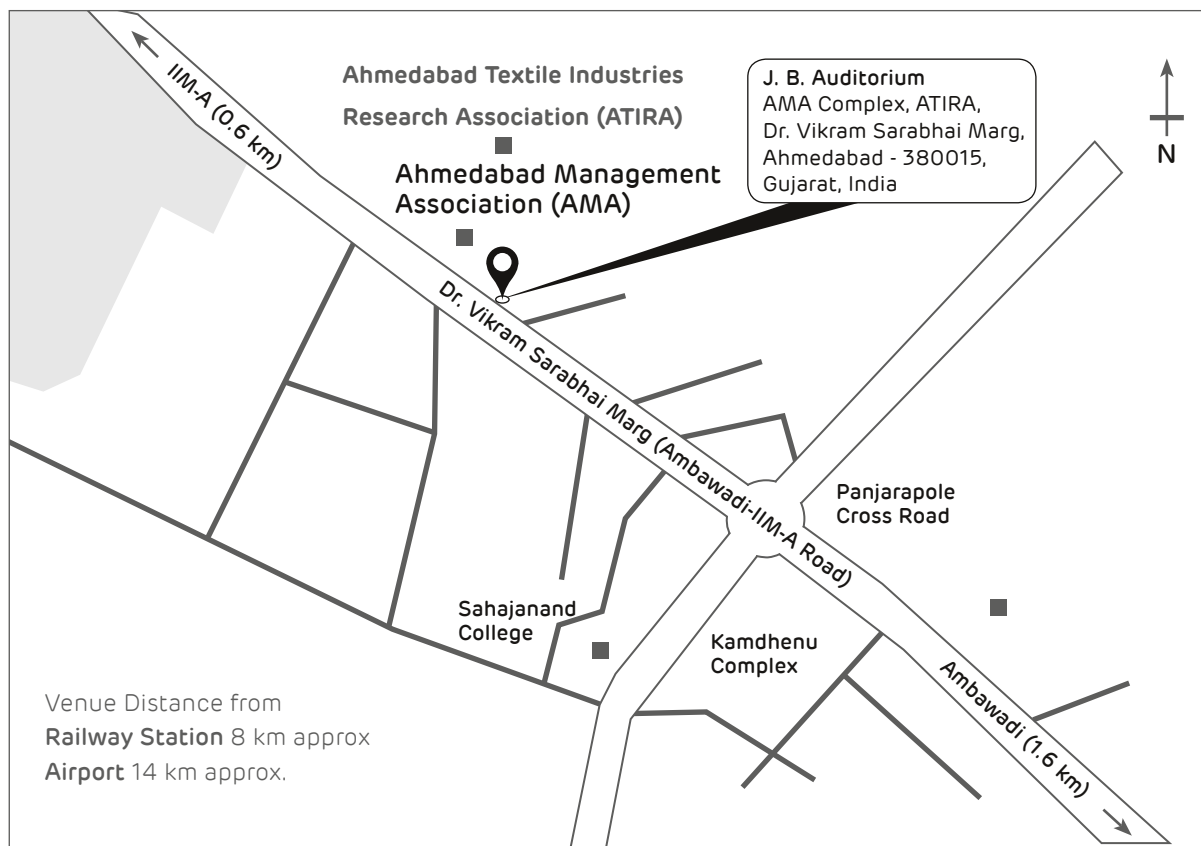 IIM-A (0.6 km)
Ahmedabad Textile Industries
Research Association (ATIRA)
Ahmedabad Management
Association (AMA)
J. B. Auditorium
AMA Complex, ATIRA,
Dr. Vikram Sarabhai Marg,
Ahmedabad - 380015,
Gujarat, India
N
Dr. Vikram Sarabhai Marg (Ambawadi-IIM-A Road)
Panjarapole
Cross Road
Sahajanand
College
Kamdhenu
Complex
Ambawadi (1.6 km)
Venue Distance from
Railway Station 8 km approx
Airport 14 km approx.